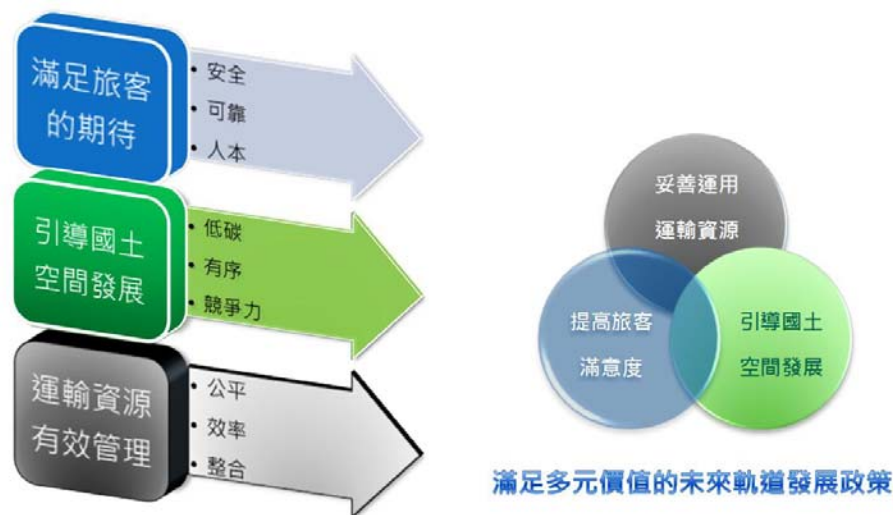 滿足旅客
的期待
• 安全
• 可靠
• 人本
引導國土
空間發展
• 低碳
• 有序
• 競爭力
運輸資源
有效管理
• 公平
• 效率
• 整合
妥善運用
運輸資源
提高旅客
滿意度
引導國土
空間發展
滿足多元價值的未來軌道發展政策